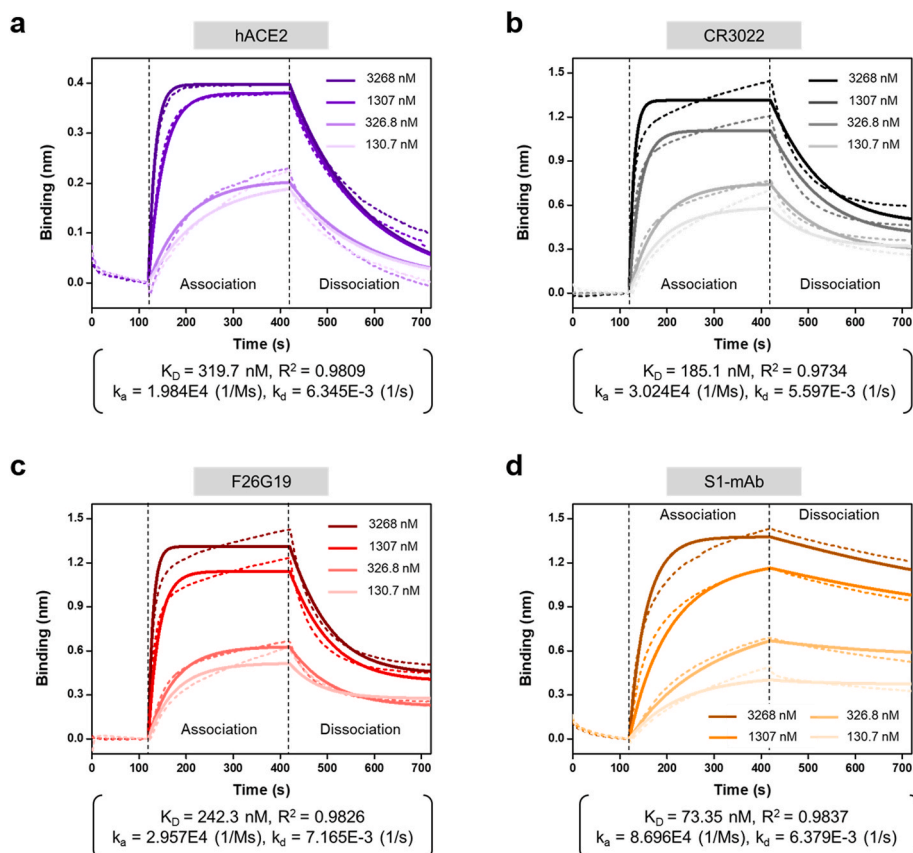 a
hACE2
Binding (nm)
0.4
0.3
0.2
0.1
0.0
3268 nM
1307 nM
326.8 nM
130.7 nM
Association
Dissociation
0 100 200 300 400 500 600 700
Time (s)
K_D = 319.7 nM, R² = 0.9809
k_a = 1.984E4 (1/Ms), k_d = 6.345E-3 (1/s)
b
CR3022
Binding (nm)
1.5
1.2
0.9
0.6
0.3
0.0
3268 nM
1307 nM
326.8 nM
130.7 nM
Association
Dissociation
0 100 200 300 400 500 600 700
Time (s)
K_D = 185.1 nM, R² = 0.9734
k_a = 3.024E4 (1/Ms), k_d = 5.597E-3 (1/s)
c
F26G19
Binding (nm)
1.5
1.2
0.9
0.6
0.3
0.0
3268 nM
1307 nM
326.8 nM
130.7 nM
Association
Dissociation
0 100 200 300 400 500 600 700
Time (s)
K_D = 242.3 nM, R² = 0.9826
k_a = 2.957E4 (1/Ms), k_d = 7.165E-3 (1/s)
d
S1-mAb
Binding (nm)
1.5
1.2
0.9
0.6
0.3
0.0
Association
Dissociation
3268 nM
326.8 nM
1307 nM
130.7 nM
0 100 200 300 400 500 600 700
Time (s)
K_D = 73.35 nM, R² = 0.9837
k_a = 8.696E4 (1/Ms), k_d = 6.379E-3 (1/s)